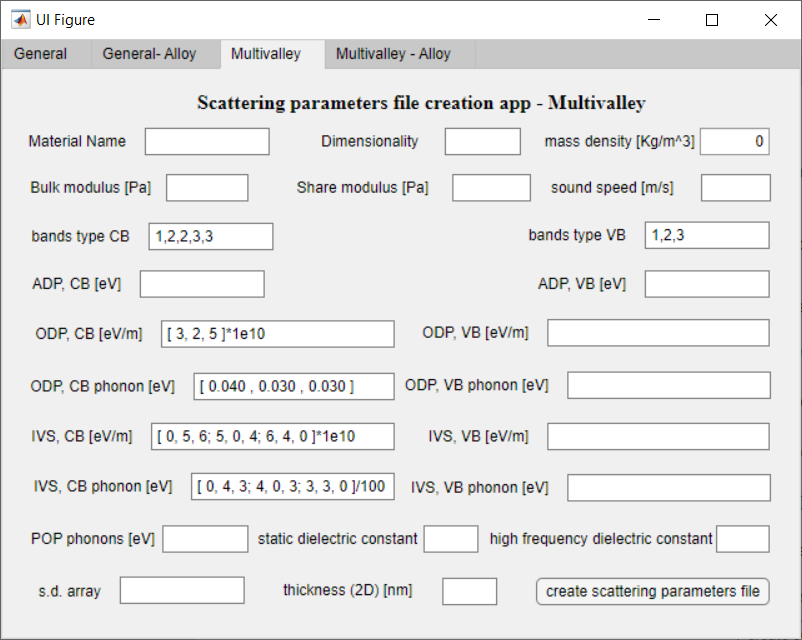 UI Figure
General General- Alloy Multivalley Multivalley - Alloy
Scattering parameters file creation app - Multivalley
Material Name Dimensionality mass density [Kg/m^3] 0
Bulk modulus [Pa] Share modulus [Pa] sound speed [m/s]
bands type CB 1,2,2,3,3 bands type VB 1,2,3
ADP, CB [eV] ADP, VB [eV]
ODP, CB [eV/m] [ 3, 2, 5 ]*1e10 ODP, VB [eV/m]
ODP, CB phonon [eV] [ 0.040 , 0.030 , 0.030 ] ODP, VB phonon [eV]
IVS, CB [eV/m] [ 0, 5, 6; 5, 0, 4; 6, 4, 0 ]*1e10 IVS, VB [eV/m]
IVS, CB phonon [eV] [ 0, 4, 3; 4, 0, 3; 3, 3, 0 ]/100 IVS, VB phonon [eV]
POP phonons [eV] static dielectric constant high frequency dielectric constant
s.d. array thickness (2D) [nm] create scattering parameters file